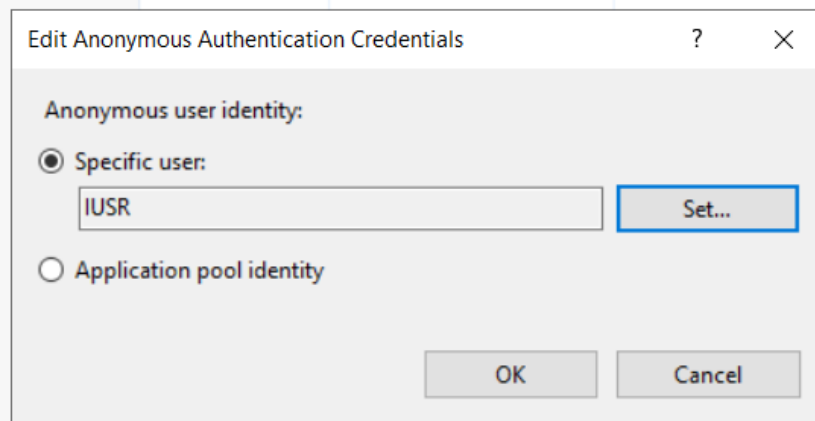 Edit Anonymous Authentication Credentials ?
Anonymous user identity:
Specific user:
IUSR Set...
Application pool identity
OK Cancel